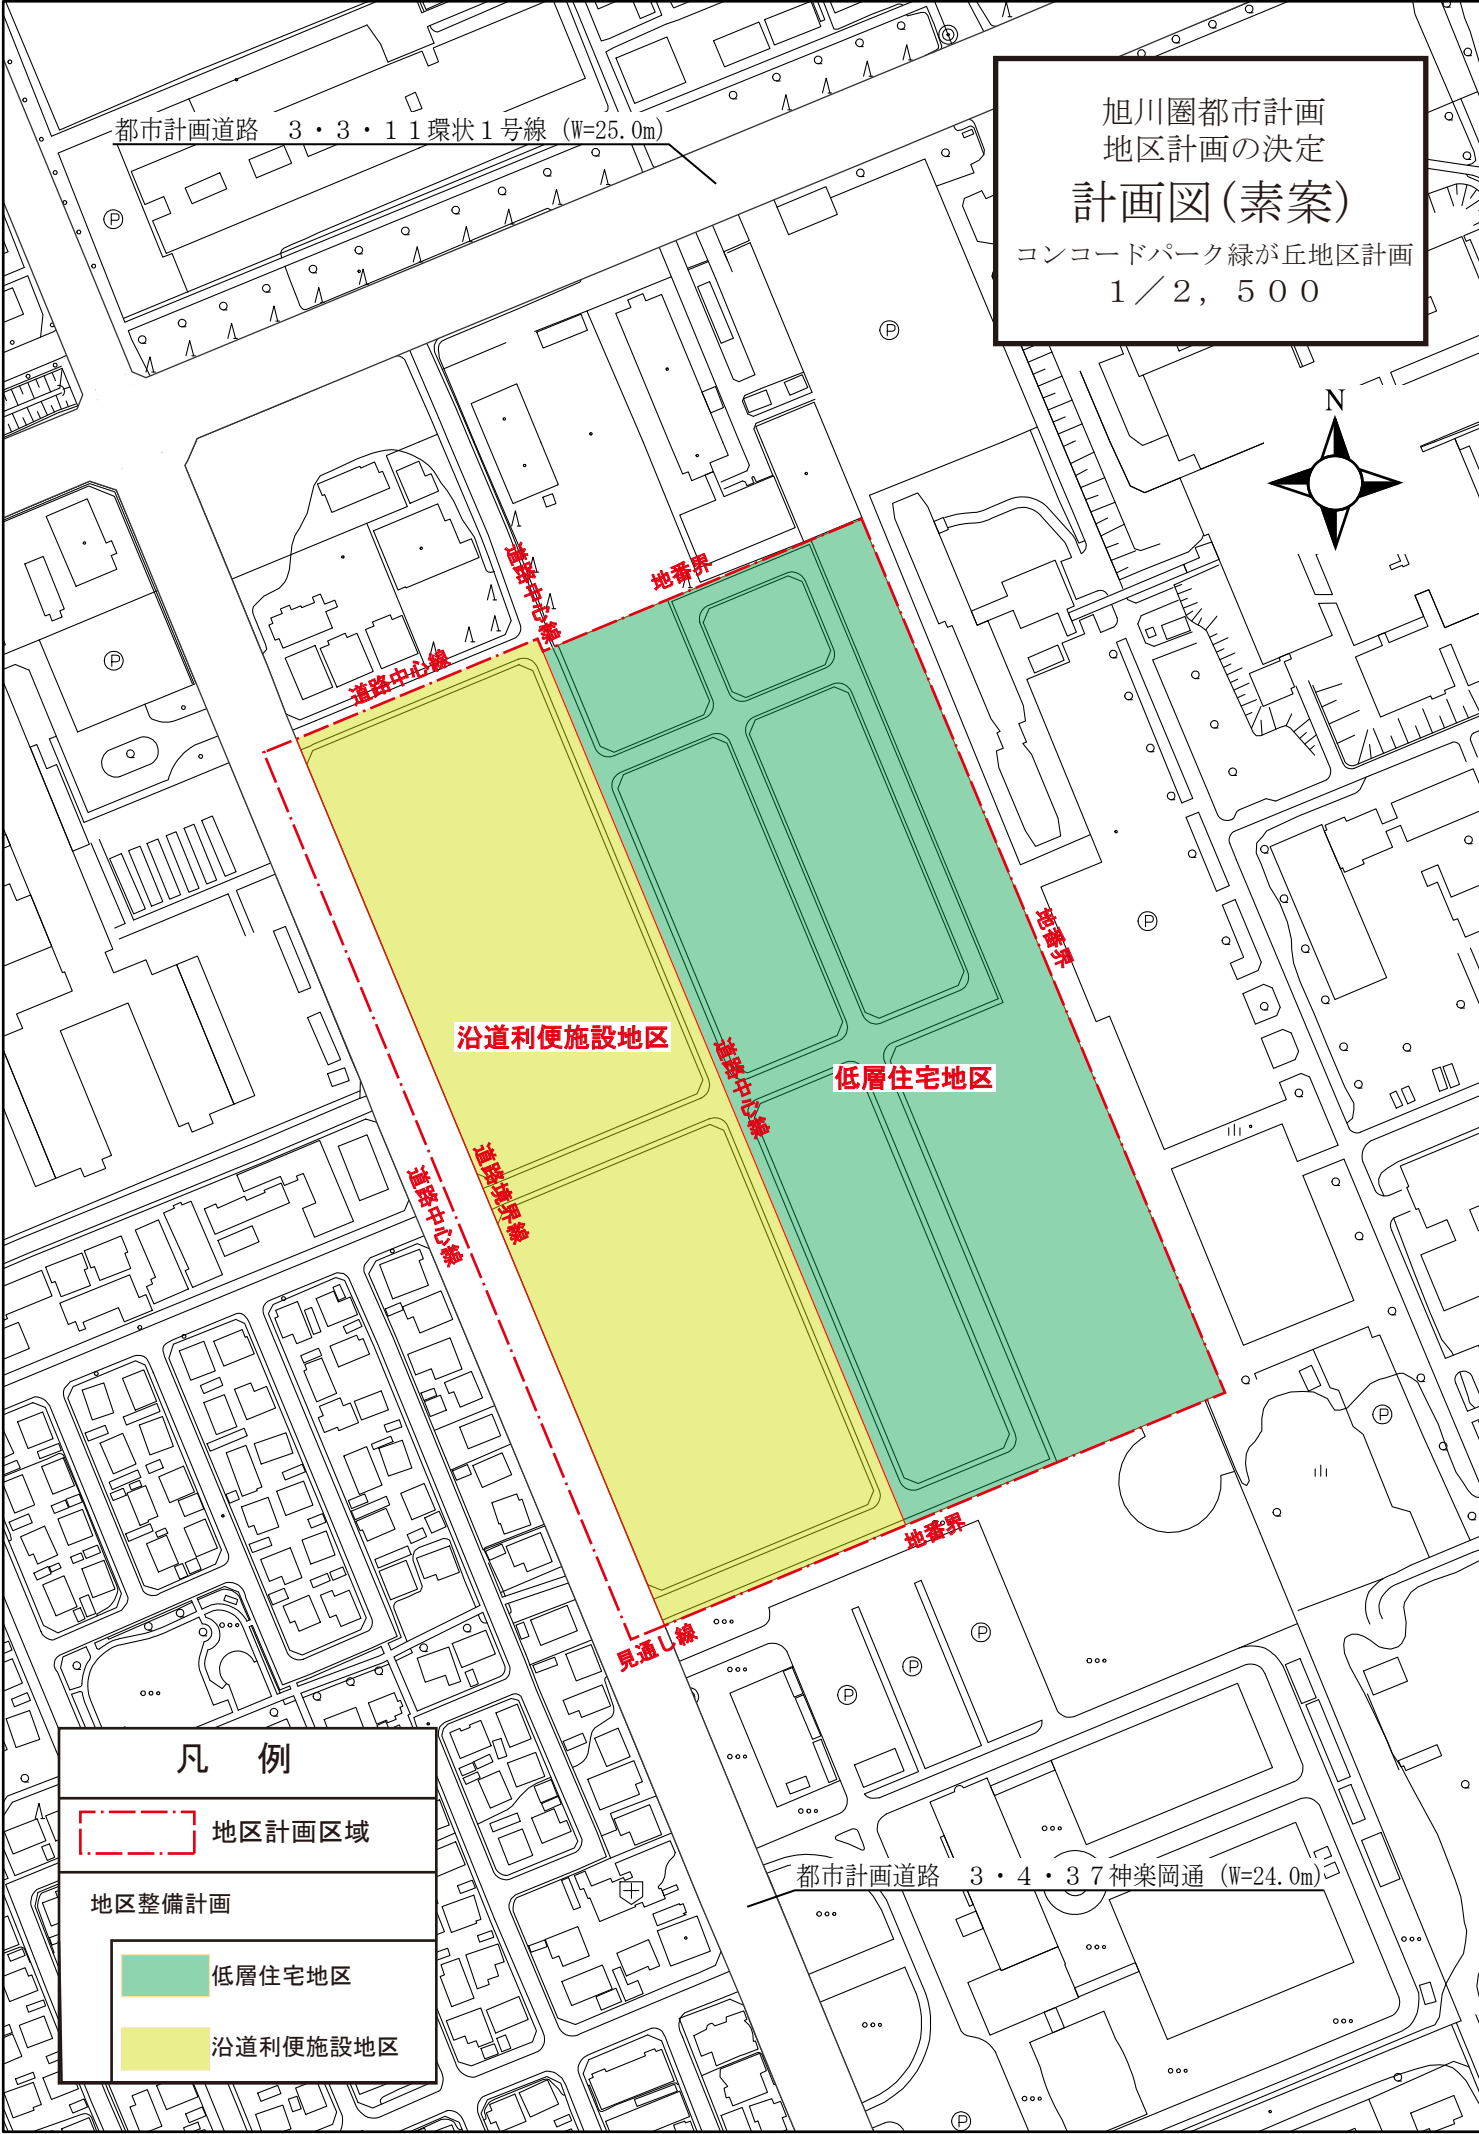 都市計画道路　３・３・１１環状１号線 (W=25.0m)
旭川圏都市計画
地区計画の決定
計画図(素案)
コンコードパーク緑が丘地区計画
１／２，５００
N
Ⓟ
Ⓟ
Ⓟ
道路中心線
地番界
道路中心線
地番界
Ⓟ
沿道利便施設地区
道路中心線
低層住宅地区
道路境界線
道路中心線
Ⓟ
地番界
見通し線
Ⓟ
Ⓟ
Ⓟ
凡　例
地区計画区域
地区整備計画
低層住宅地区
沿道利便施設地区
都市計画道路　３・４・３７神楽岡通 (W=24.0m)
Ⓟ